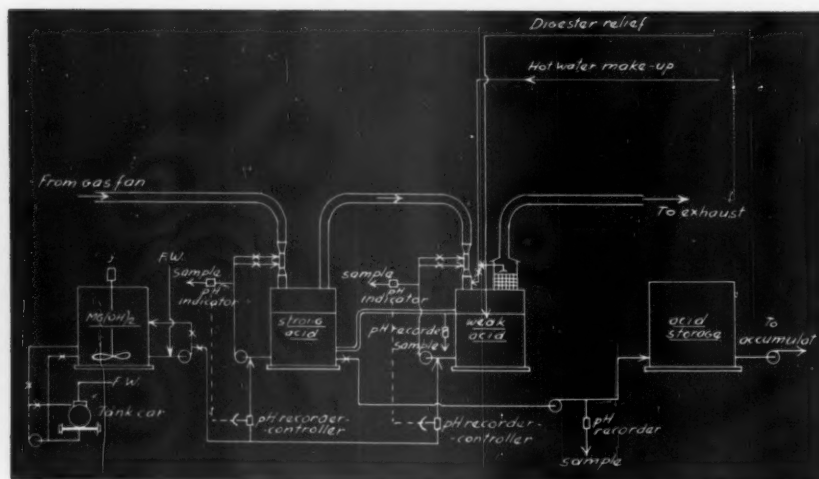 Digester relief
Hot water make-up
From Gas fan
To exhaust
F.W.
sample
pH
indicator
sample
pH
indicator
Mg(OH)2
strong
acid
pH recorder
sample
weak
acid
acid
storage
To
accumulat
F.W.
Tank car
pH recorder-
controller
pH recorder-
controller
pH
recorder
sample